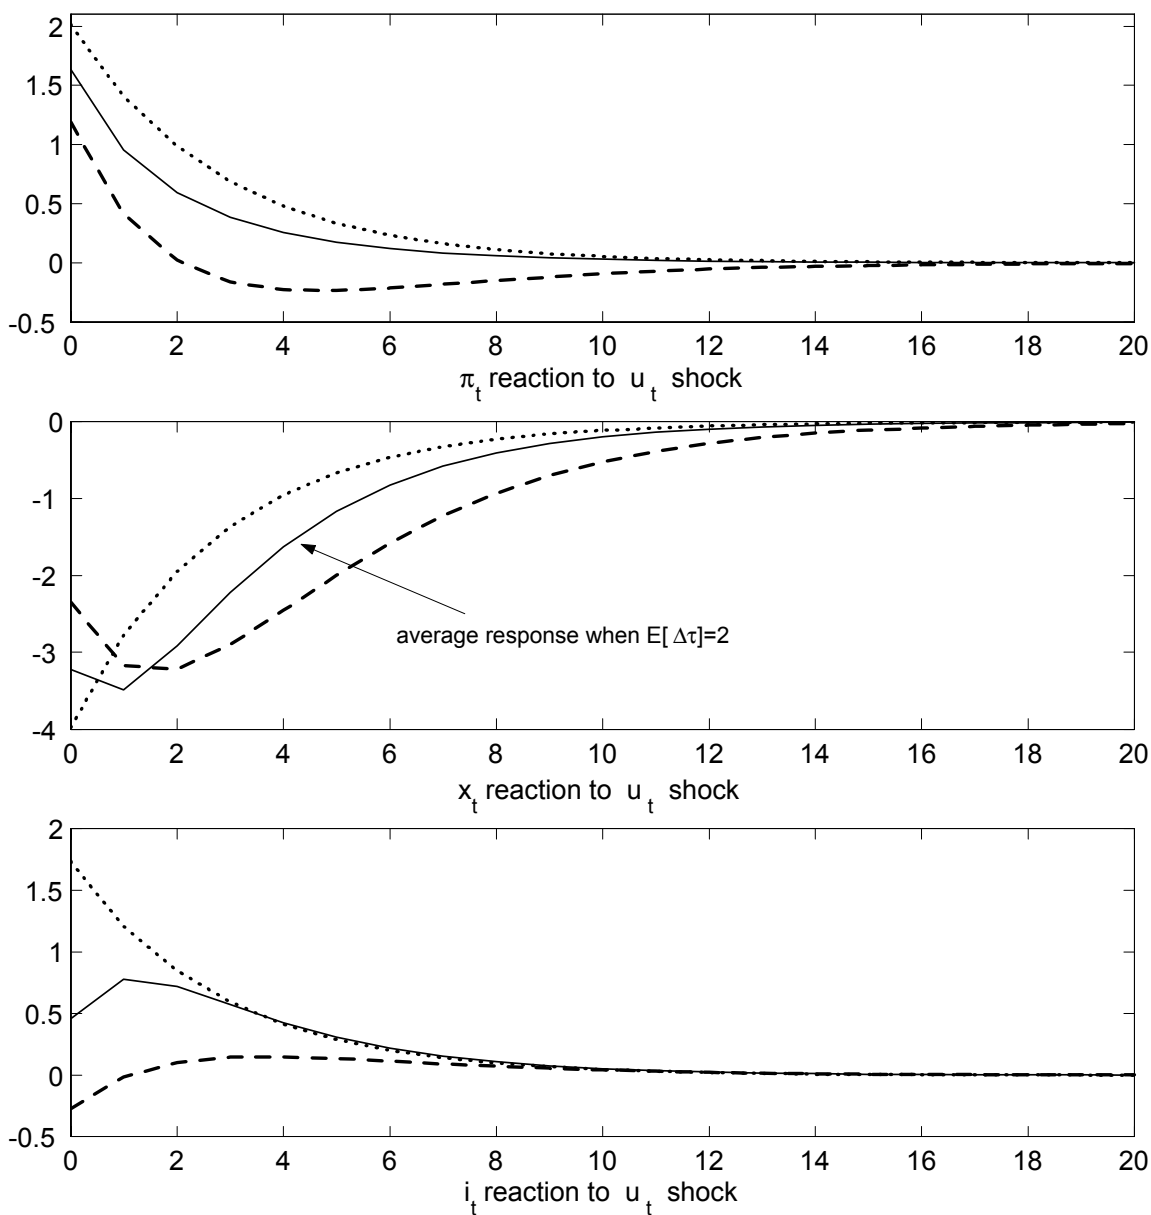 2
1.5
1
0.5
0
-0.5
0 2 4 6 8 10 12 14 16 18 20
π_t reaction to u_t shock
0
-1
-2
-3
-4
average response when E[ Δτ]=2
0 2 4 6 8 10 12 14 16 18 20
x_t reaction to u_t shock
2
1.5
1
0.5
0
-0.5
0 2 4 6 8 10 12 14 16 18 20
i_t reaction to u_t shock